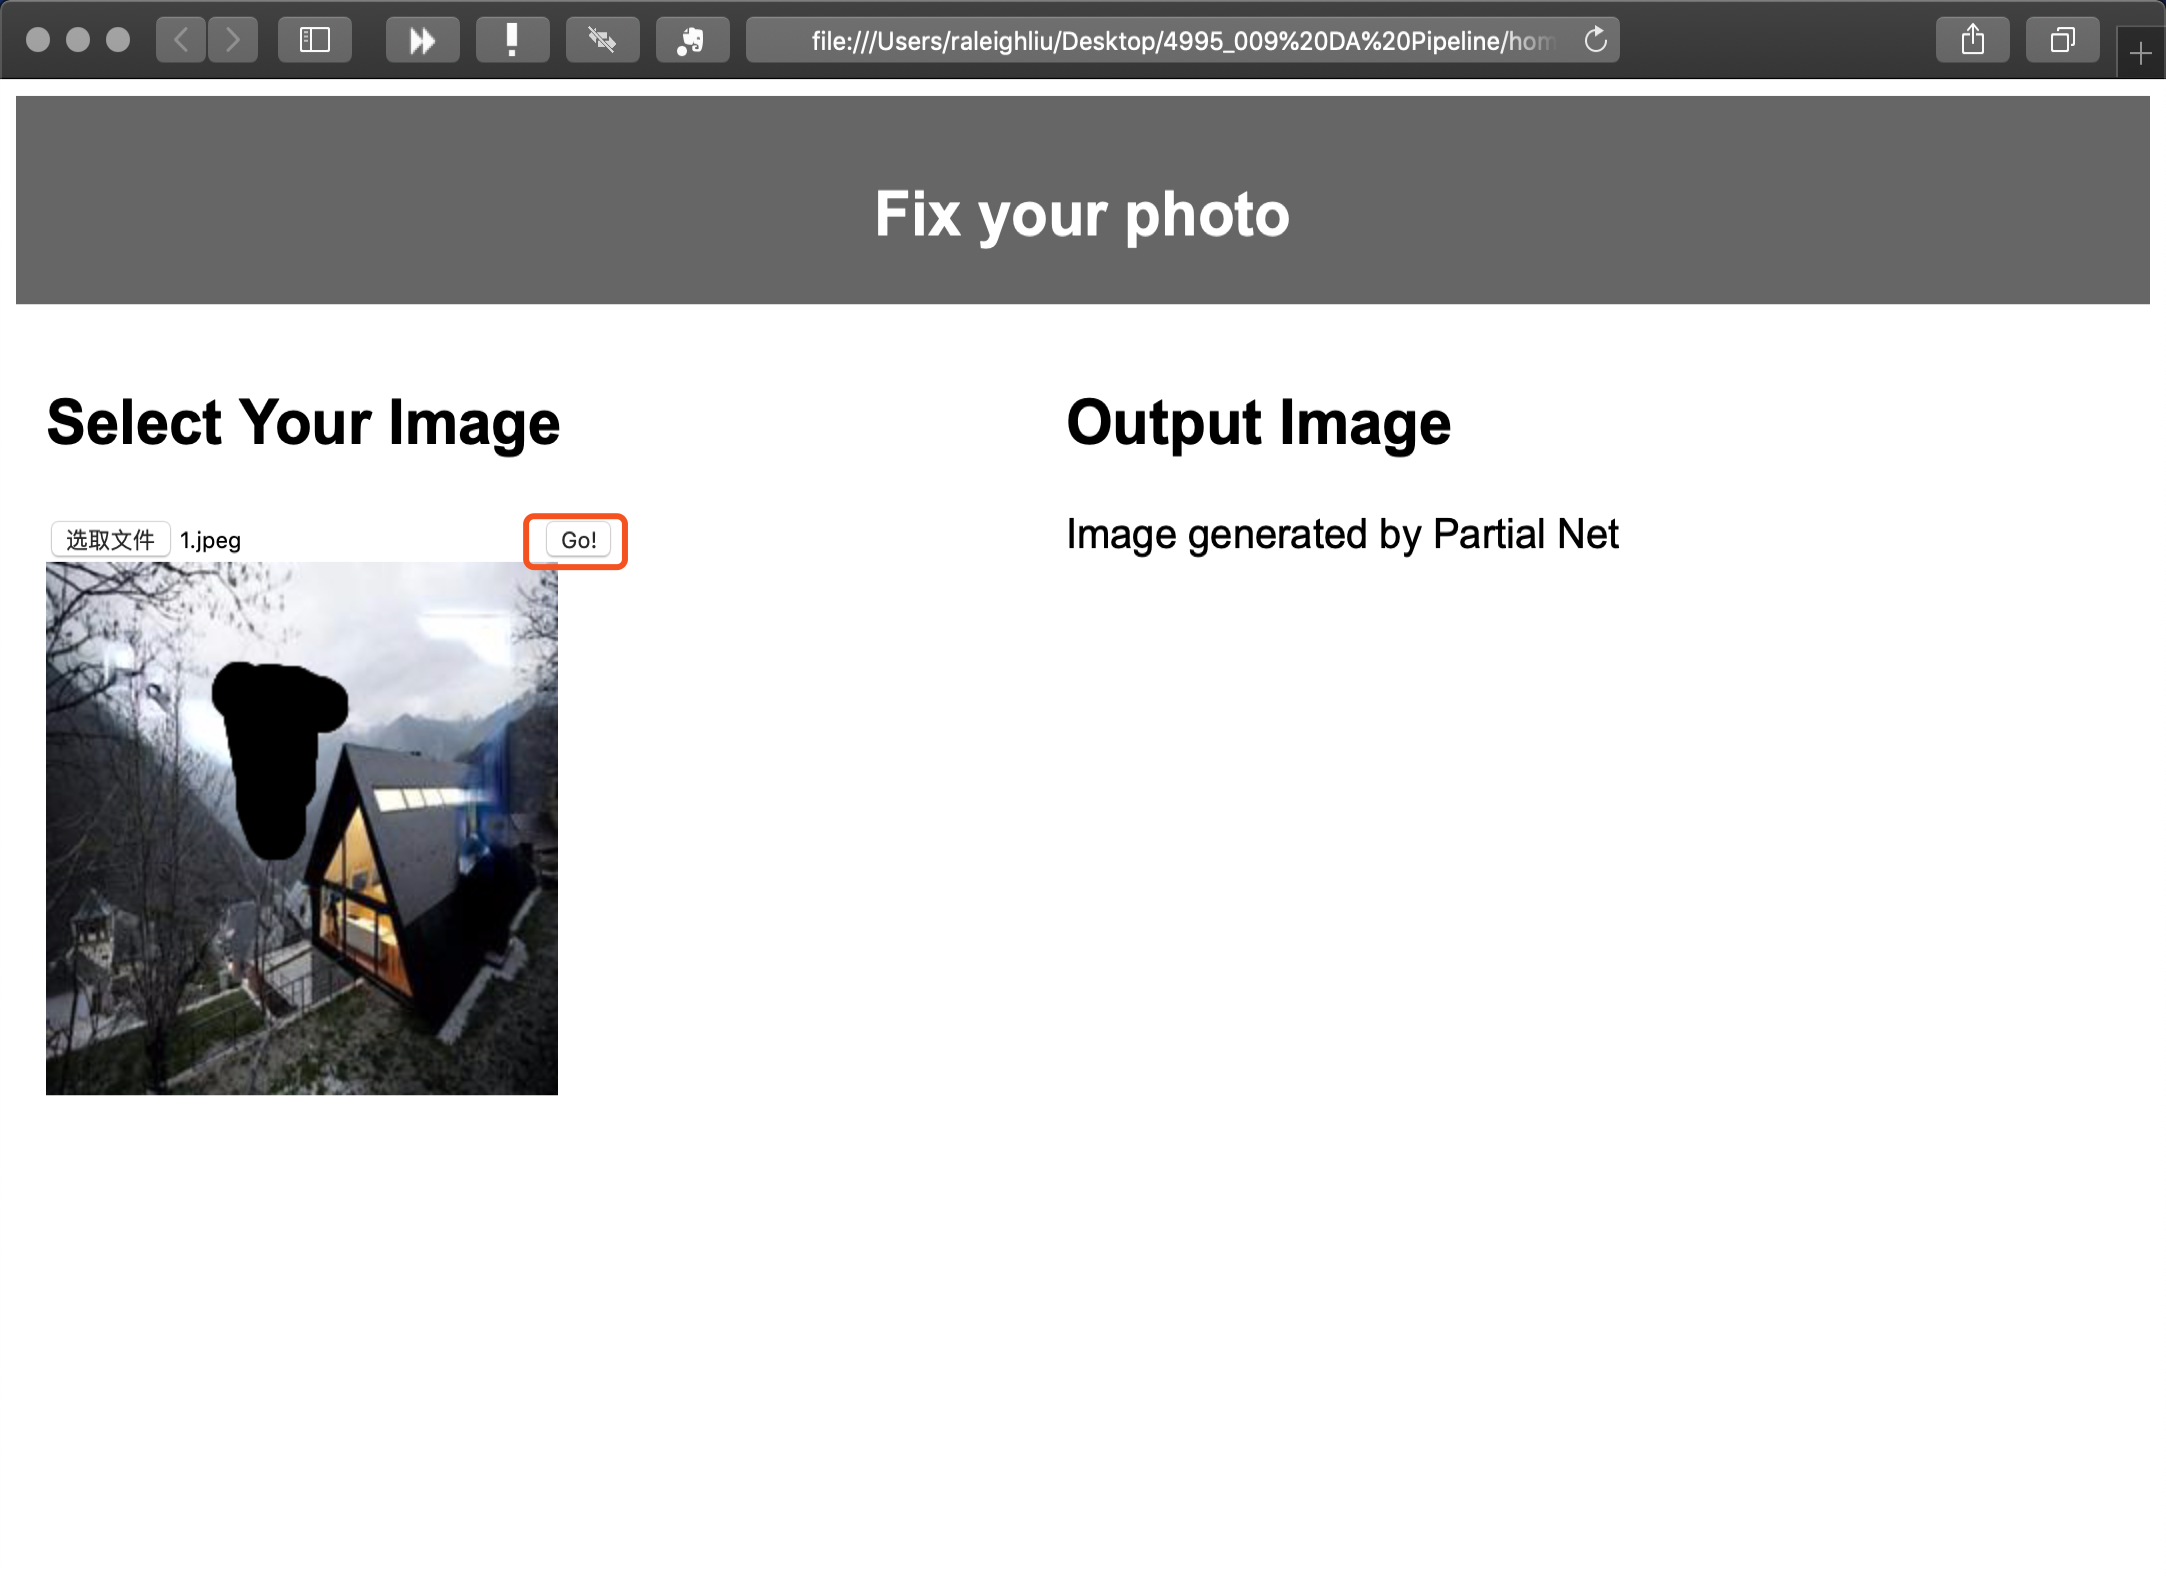 file:///Users/raleighliu/Desktop/4995_009%20DA%20Pipeline/hom
Fix your photo
Select Your Image
选取文件 1.jpeg Go!
Output Image
Image generated by Partial Net